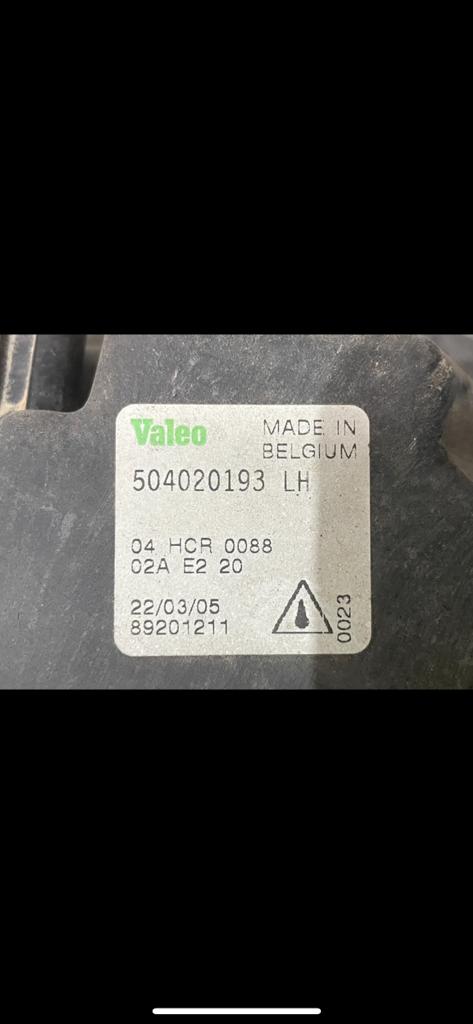 Valeo
MADE IN
BELGIUM
504020193 LH
04 HCR 0088
02A E2 20
22/03/05
89201211
0023